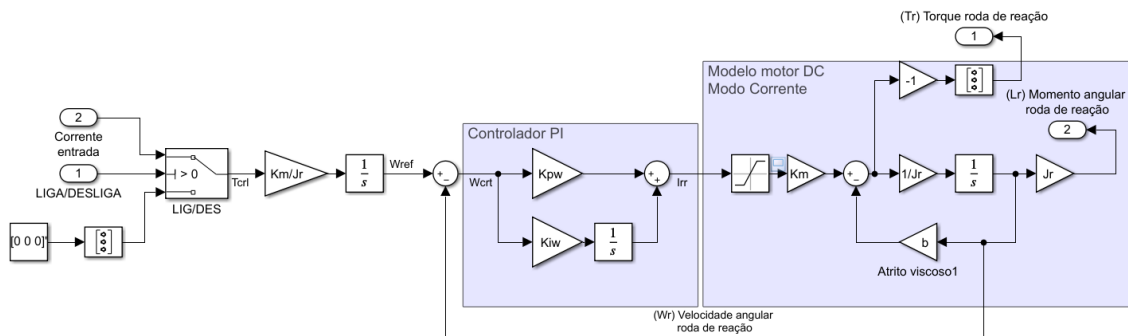 (Tr) Torque roda de reação
1
Modelo motor DC
Modo Corrente
-1
(Lr) Momento angular
roda de reação
2
2
Corrente
entrada
1
LIGA/DESLIGA
> 0
LIG/DES
Tcrl
Km/Jr
1
s
Wref
+
−
Controlador PI
Wcrt
Kpw
Kiw
1
s
+
+
Irr
Km
+
−
1/Jr
1
s
Jr
b
Atrito viscoso1
[0 0 0]'
(Wr) Velocidade angular
roda de reação